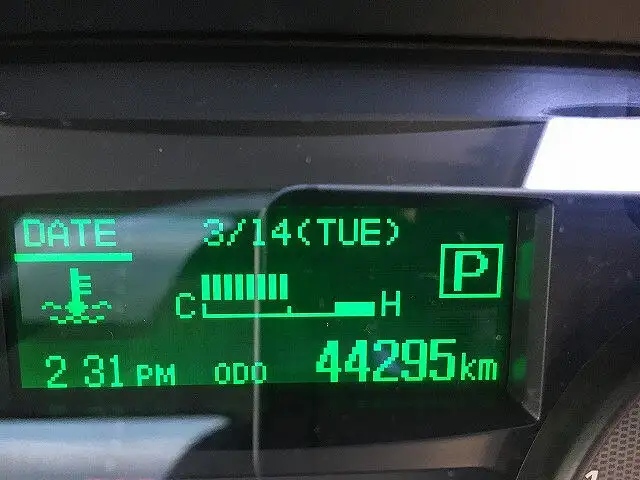 DATE 3/14(TUE)
P
C H
2 31 PM ODO 44295km